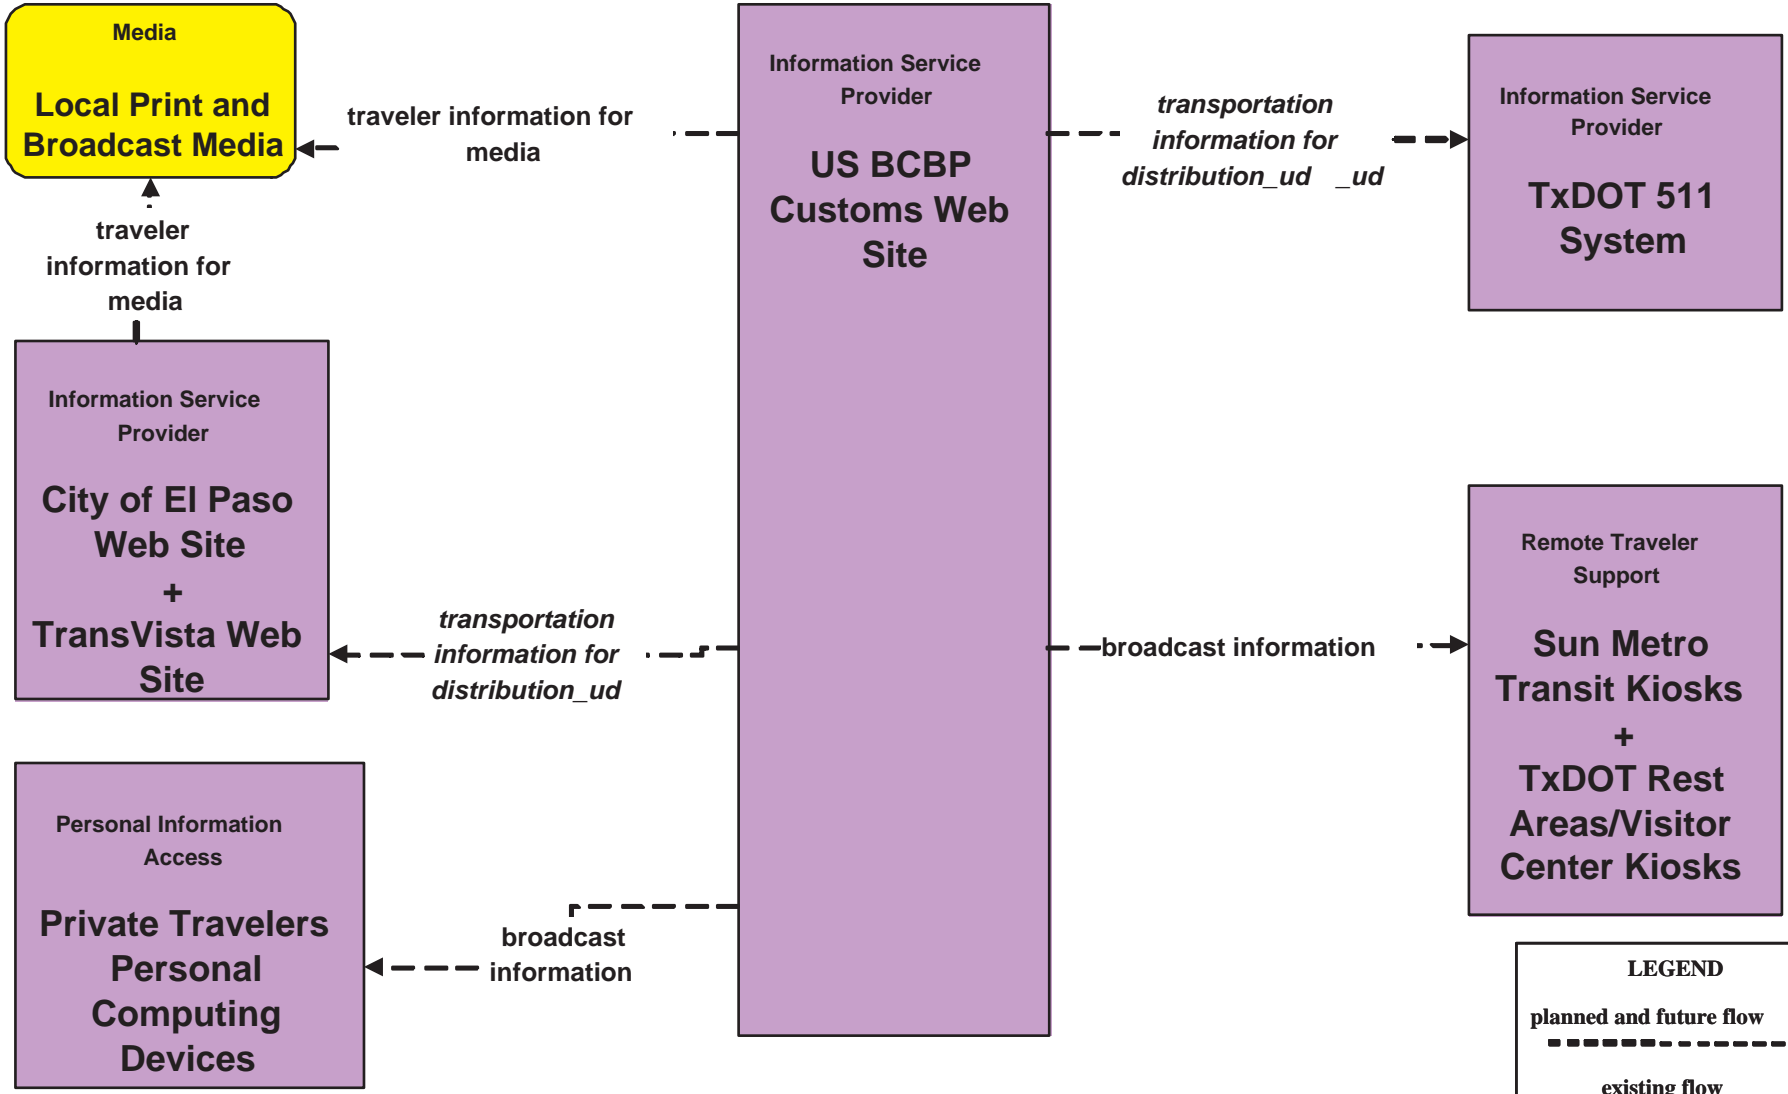 Media
Local Print and
Broadcast Media
traveler information for
media
traveler
information for
media
Information Service
Provider
City of El Paso
Web Site
+
TransVista Web
Site
Personal Information
Access
Private Travelers
Personal
Computing
Devices
Information Service
Provider
US BCBP
Customs Web
Site
transportation
information for
distribution_ud
broadcast
information
transportation
information for
distribution_ud _ud
broadcast information
Information Service
Provider
TxDOT 511
System
Remote Traveler
Support
Sun Metro
Transit Kiosks
+
TxDOT Rest
Areas/Visitor
Center Kiosks
LEGEND
planned and future flow
existing flow